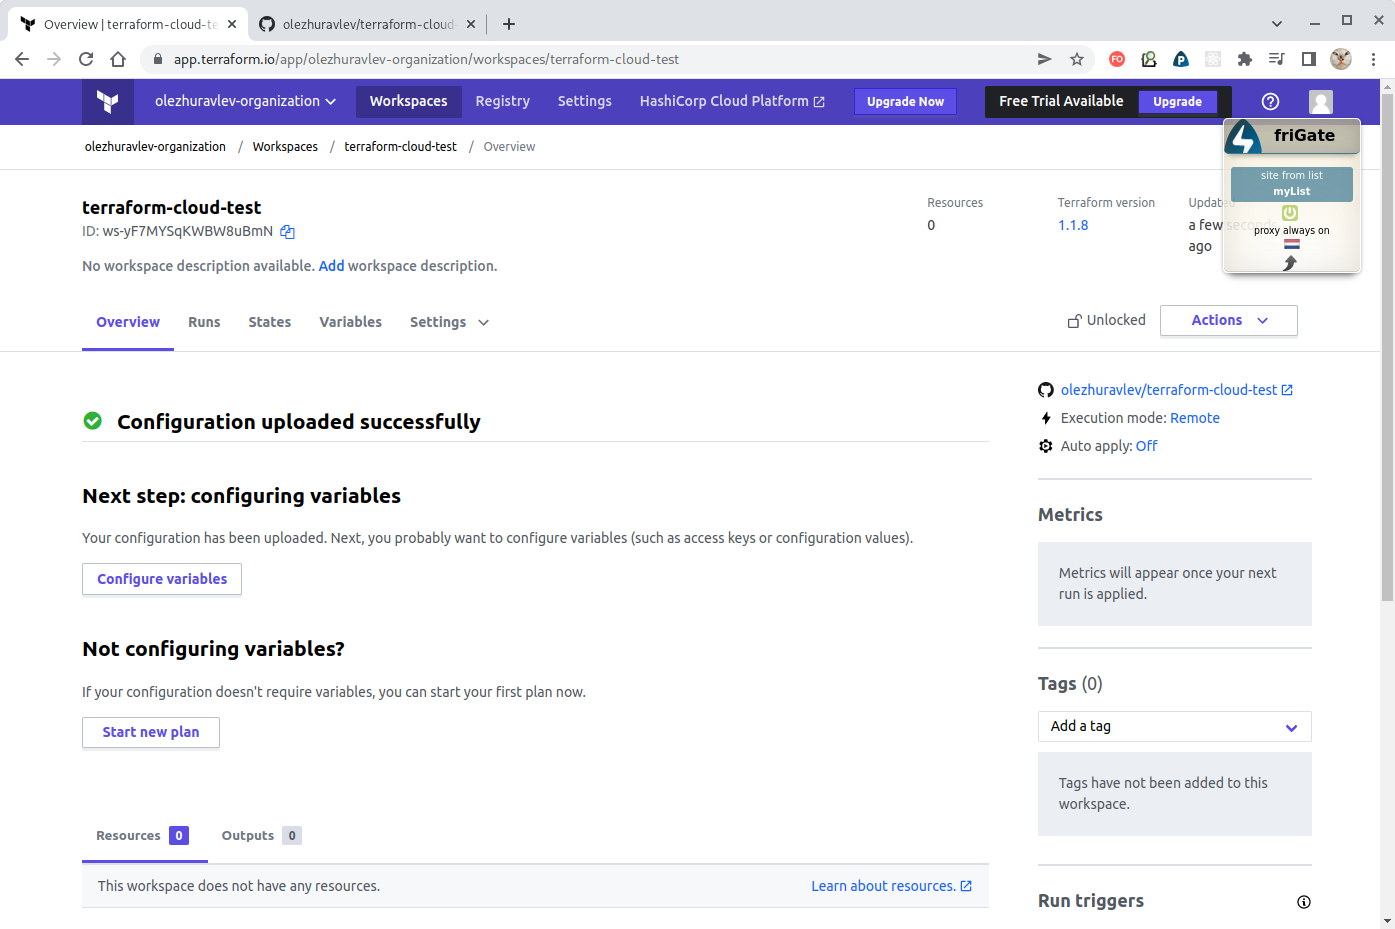 Overview | terraform-cloud-te
olezhuravlev/terraform-cloud-
app.terraform.io/app/olezhuravlev-organization/workspaces/terraform-cloud-test
FO
olezhuravlev-organization
Workspaces
Registry
Settings
HashiCorp Cloud Platform
Upgrade Now
Free Trial Available
Upgrade
olezhuravlev-organization / Workspaces / terraform-cloud-test / Overview
friGate
site from list
myList
proxy always on
terraform-cloud-test
ID: ws-yF7MYSqKWBW8uBmN
No workspace description available. Add workspace description.
Resources
0
Terraform version
1.1.8
Updated
a few seconds
ago
Overview
Runs
States
Variables
Settings
Unlocked
Actions
Configuration uploaded successfully
Next step: configuring variables
Your configuration has been uploaded. Next, you probably want to configure variables (such as access keys or configuration values).
Configure variables
Not configuring variables?
If your configuration doesn't require variables, you can start your first plan now.
Start new plan
Resources 0
Outputs 0
This workspace does not have any resources.
Learn about resources.
olezhuravlev/terraform-cloud-test
Execution mode: Remote
Auto apply: Off
Metrics
Metrics will appear once your next
run is applied.
Tags (0)
Add a tag
Tags have not been added to this
workspace.
Run triggers